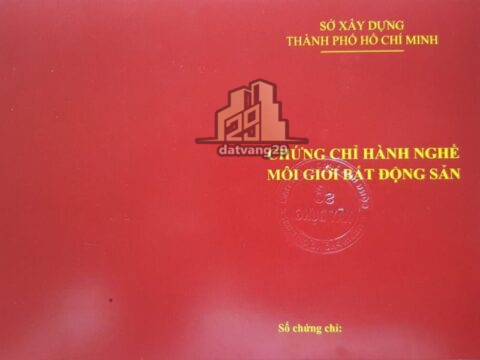 SỞ XÂY DỰNG
THÀNH PHỐ HỒ CHÍ MINH
29
datvang29
CHỨNG CHỈ HÀNH NGHỀ
MÔI GIỚI BẤT ĐỘNG SẢN
Số chứng chỉ: